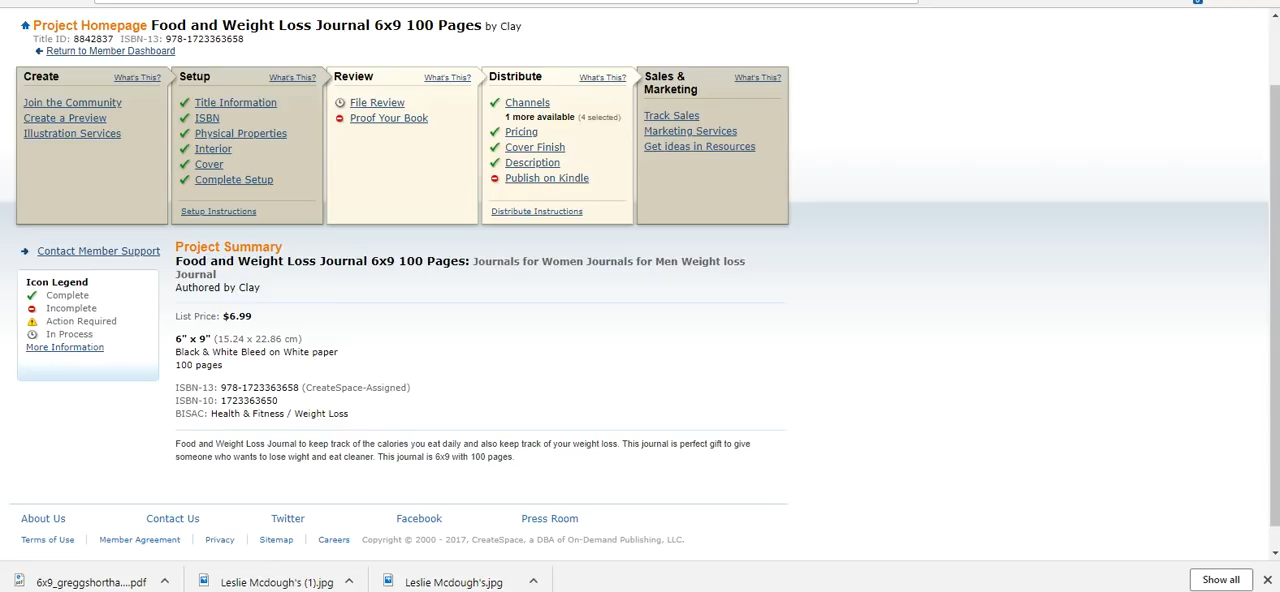 Project Homepage Food and Weight Loss Journal 6x9 100 Pages by Clay
Title ID: 8842837 ISBN-13: 978-1723363658
Return to Member Dashboard
Create What's This?
Join the Community
Create a Preview
Illustration Services
Setup What's This?
Title Information
ISBN
Physical Properties
Interior
Cover
Complete Setup
Setup Instructions
Review What's This?
File Review
Proof Your Book
Distribute What's This?
Channels
1 more available (4 selected)
Pricing
Cover Finish
Description
Publish on Kindle
Distribute Instructions
Sales & What's This?
Marketing
Track Sales
Marketing Services
Get ideas in Resources
Contact Member Support
Icon Legend
Complete
Incomplete
Action Required
In Process
More Information
Project Summary
Food and Weight Loss Journal 6x9 100 Pages: Journals for Women Journals for Men Weight loss
Journal
Authored by Clay
List Price: $6.99
6" x 9" (15.24 x 22.86 cm)
Black & White Bleed on White paper
100 pages
ISBN-13: 978-1723363658 (CreateSpace-Assigned)
ISBN-10: 1723363650
BISAC: Health & Fitness / Weight Loss
Food and Weight Loss Journal to keep track of the calories you eat daily and also keep track of your weight loss. This journal is perfect gift to give
someone who wants to lose wight and eat cleaner. This journal is 6x9 with 100 pages.
About Us Contact Us Twitter Facebook Press Room
Terms of Use Member Agreement Privacy Sitemap Careers Copyright © 2000 - 2017, CreateSpace, a DBA of On-Demand Publishing, LLC.
6x9_greggshortha....pdf Leslie Mcdough's (1).jpg Leslie Mcdough's.jpg Show all